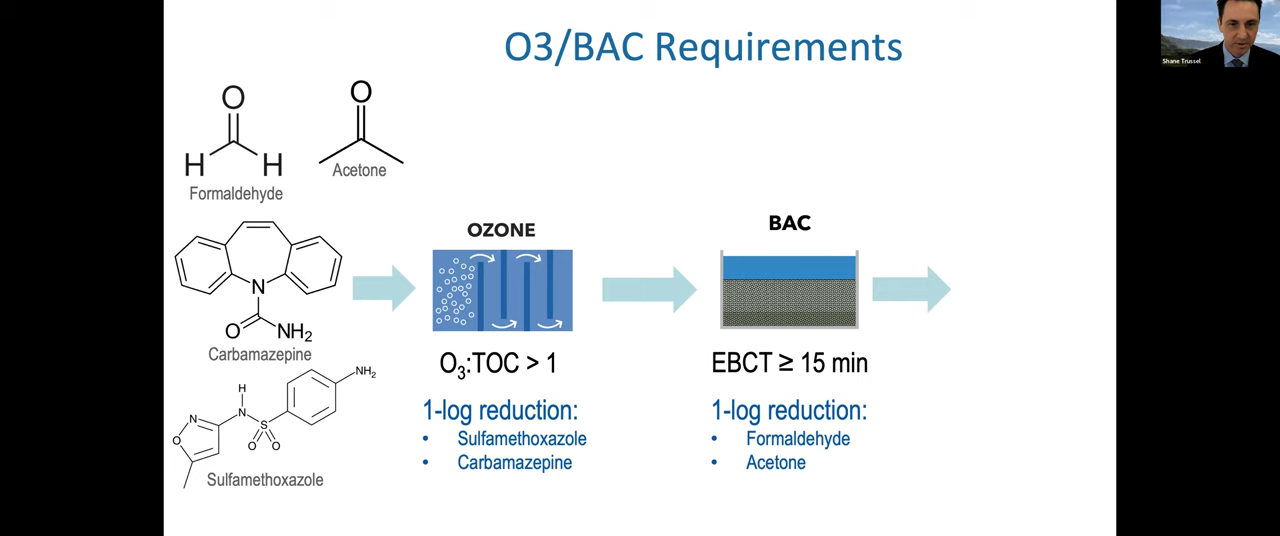 O3/BAC Requirements
Shane Trussel
O
H H
Formaldehyde
O
Acetone
N
O NH₂
Carbamazepine
NH₂
H
N
N
O
S
O O
Sulfamethoxazole
OZONE
O₃:TOC > 1
1-log reduction:
• Sulfamethoxazole
• Carbamazepine
BAC
EBCT ≥ 15 min
1-log reduction:
• Formaldehyde
• Acetone